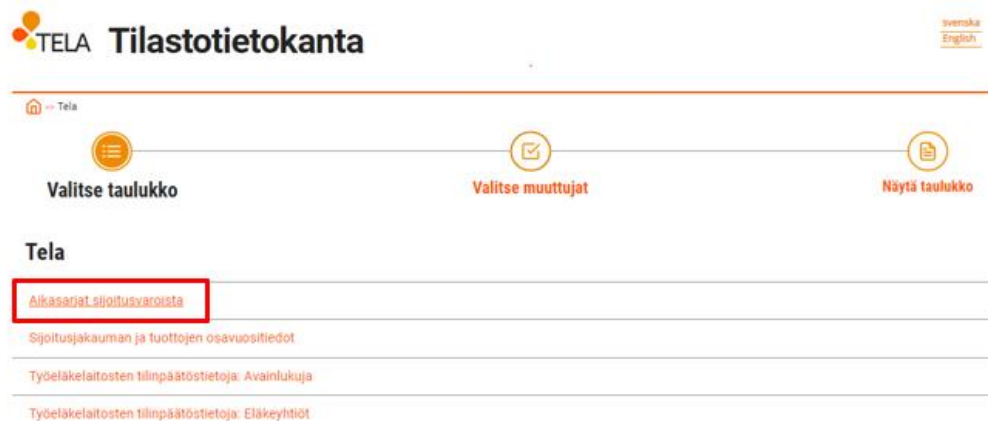 TELA Tilastotietokanta
svenska
English
Tela
Valitse taulukko
Valitse muuttujat
Näytä taulukko
Tela
Aikasarjat sijoitusvaroista
Sijoitusjakauman ja tuottojen osavuositiedot
Työeläkelaitosten tilinpäätöstietoja: Avainlukuja
Työeläkelaitosten tilinpäätöstietoja: Eläkeyhtiöt